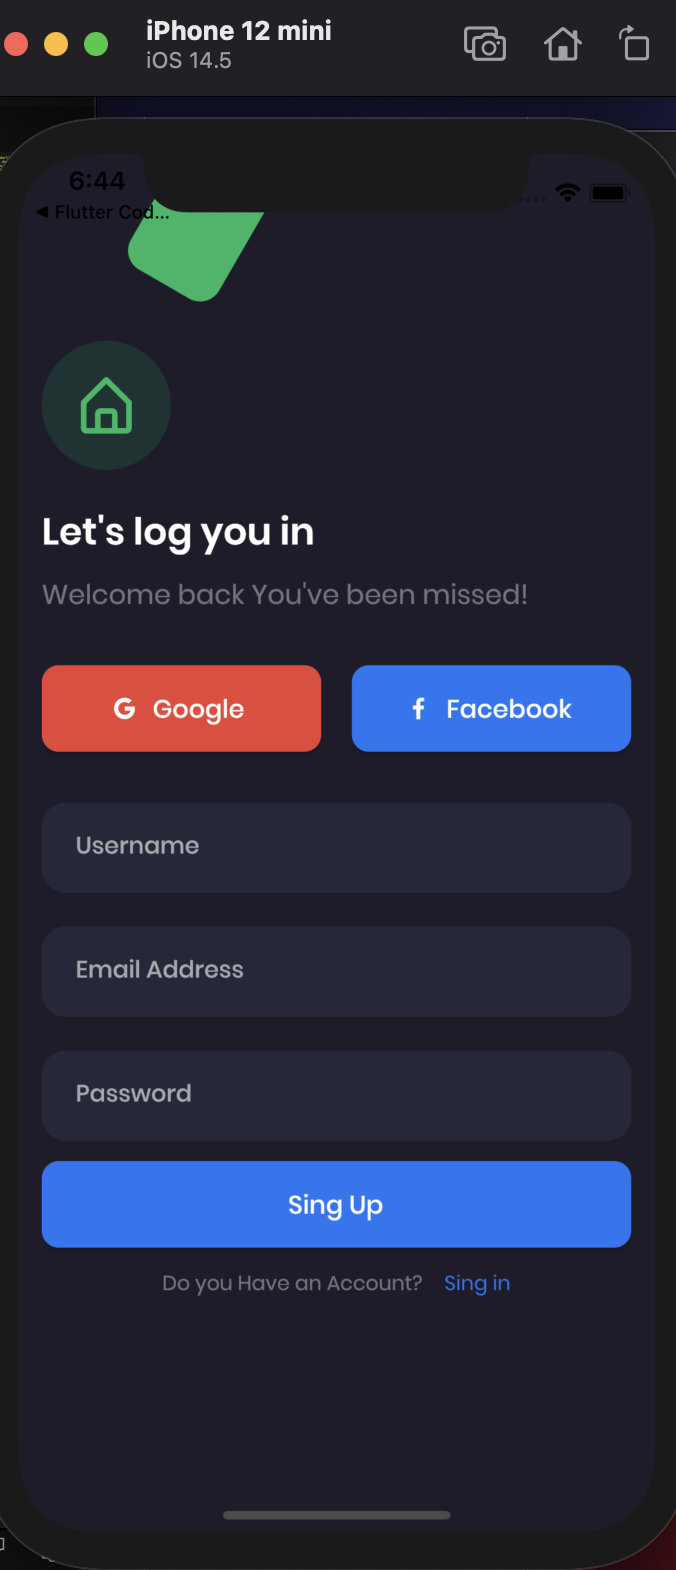 iPhone 12 mini
iOS 14.5
6:44
◀ Flutter Cod...
Let's log you in
Welcome back You've been missed!
G Google
f Facebook
Username
Email Address
Password
Sing Up
Do you Have an Account? Sing in